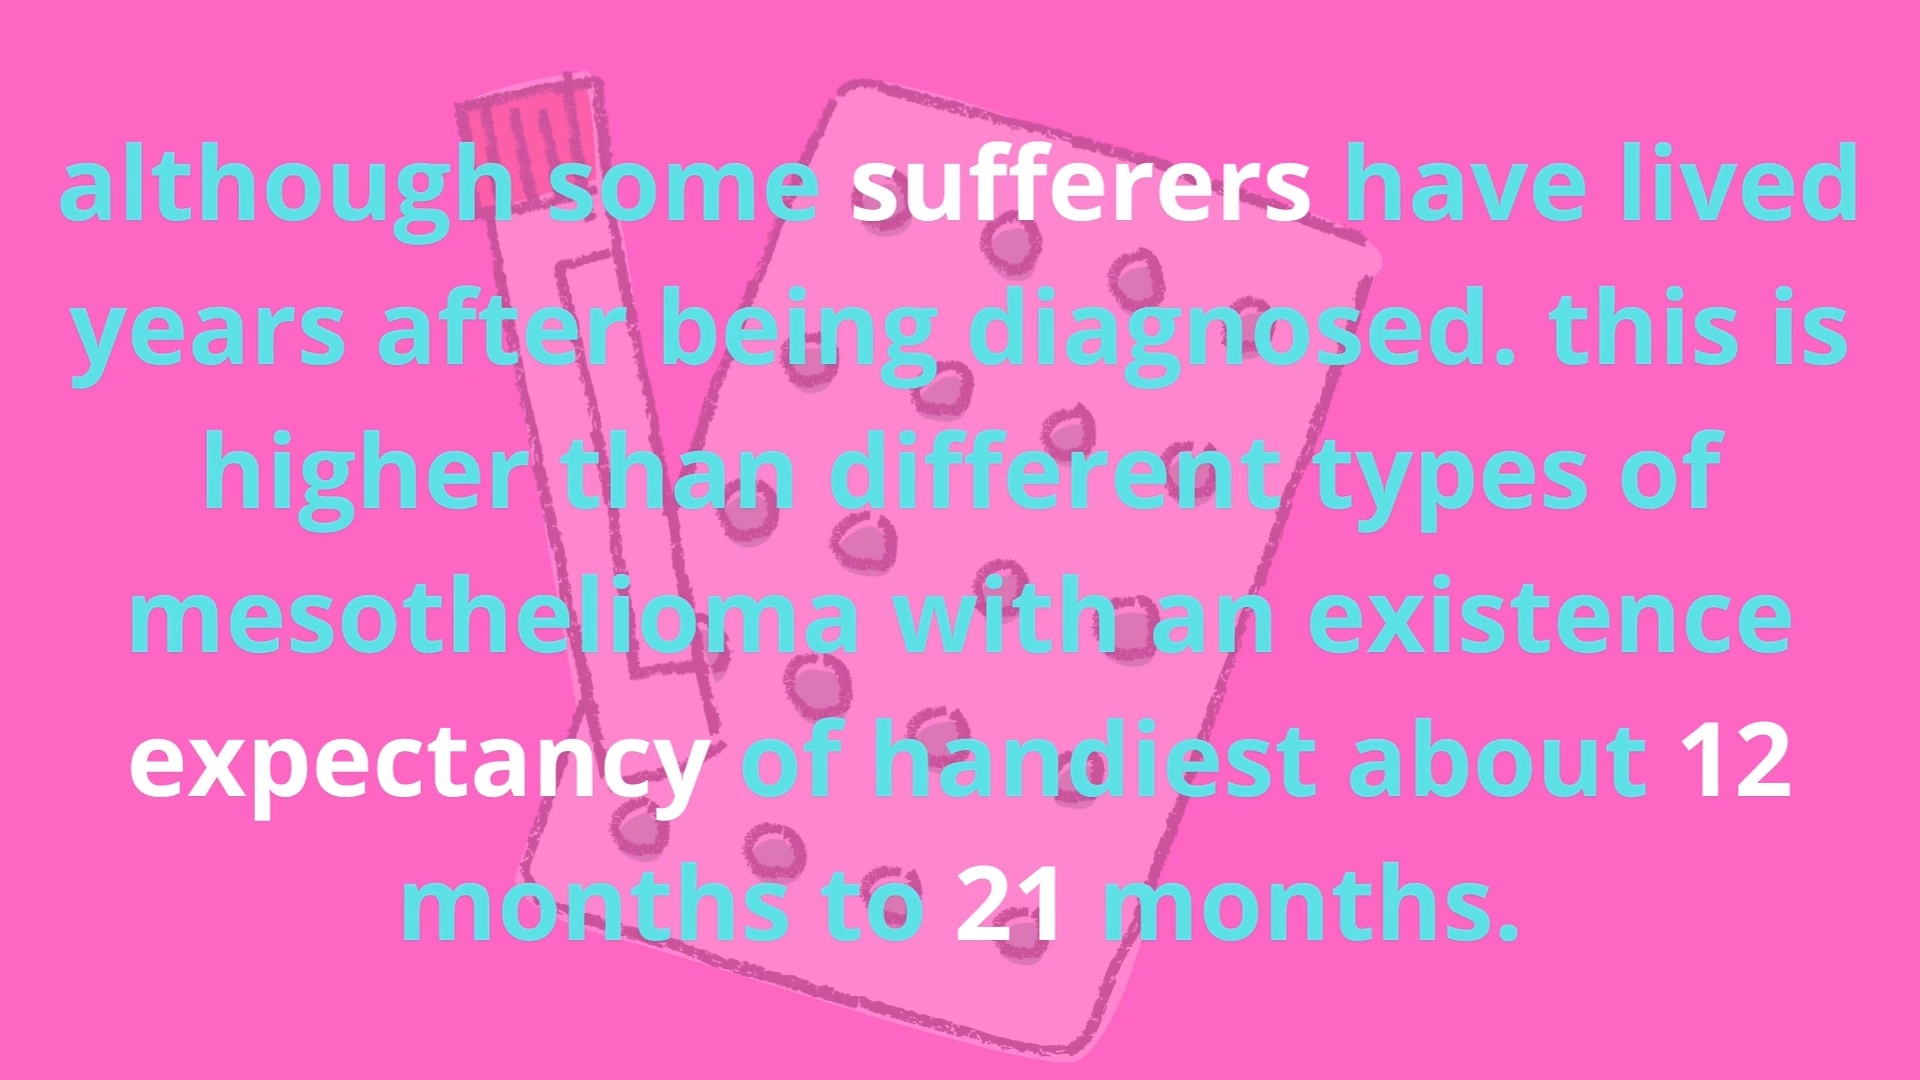 although some sufferers have lived
years after being diagnosed. this is
higher than different types of
mesothelioma with an existence
expectancy of handiest about 12
months to 21 months.